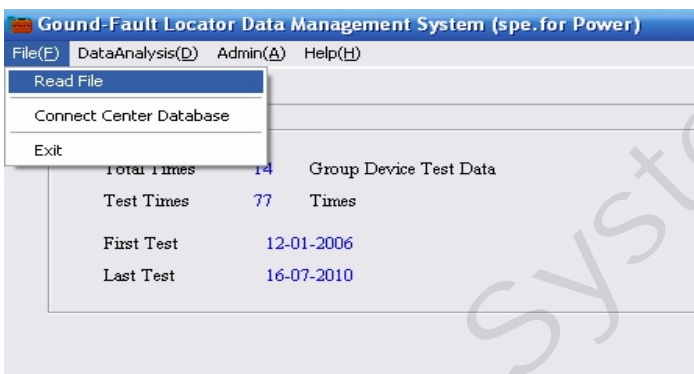 Gound-Fault Locator Data Management System (spe.for Power)
File(F) DataAnalysis(D) Admin(A) Help(H)
Read File
Connect Center Database
Exit
Total Times 14 Group Device Test Data
Test Times 77 Times
First Test 12-01-2006
Last Test 16-07-2010
Syste